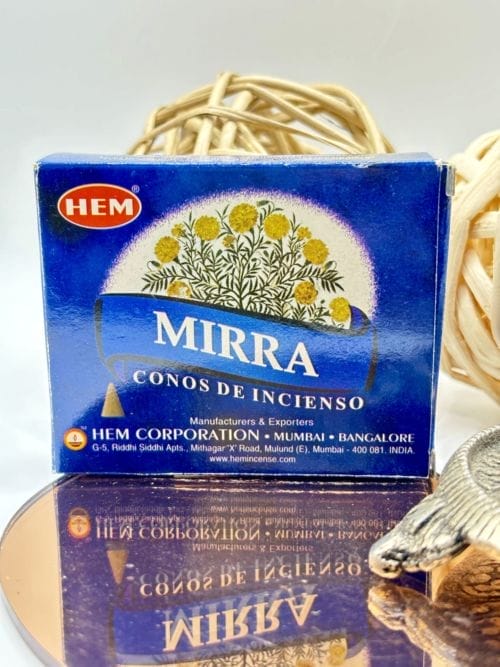 HEM®
MIRRA
CONOS DE INCIENSO
Manufacturers & Exporters
HEM CORPORATION • MUMBAI • BANGALORE
G-5, Riddhi Siddhi Apts., Mithagar 'X' Road, Mulund (E), Mumbai - 400 081. INDIA.
www.hemincense.com